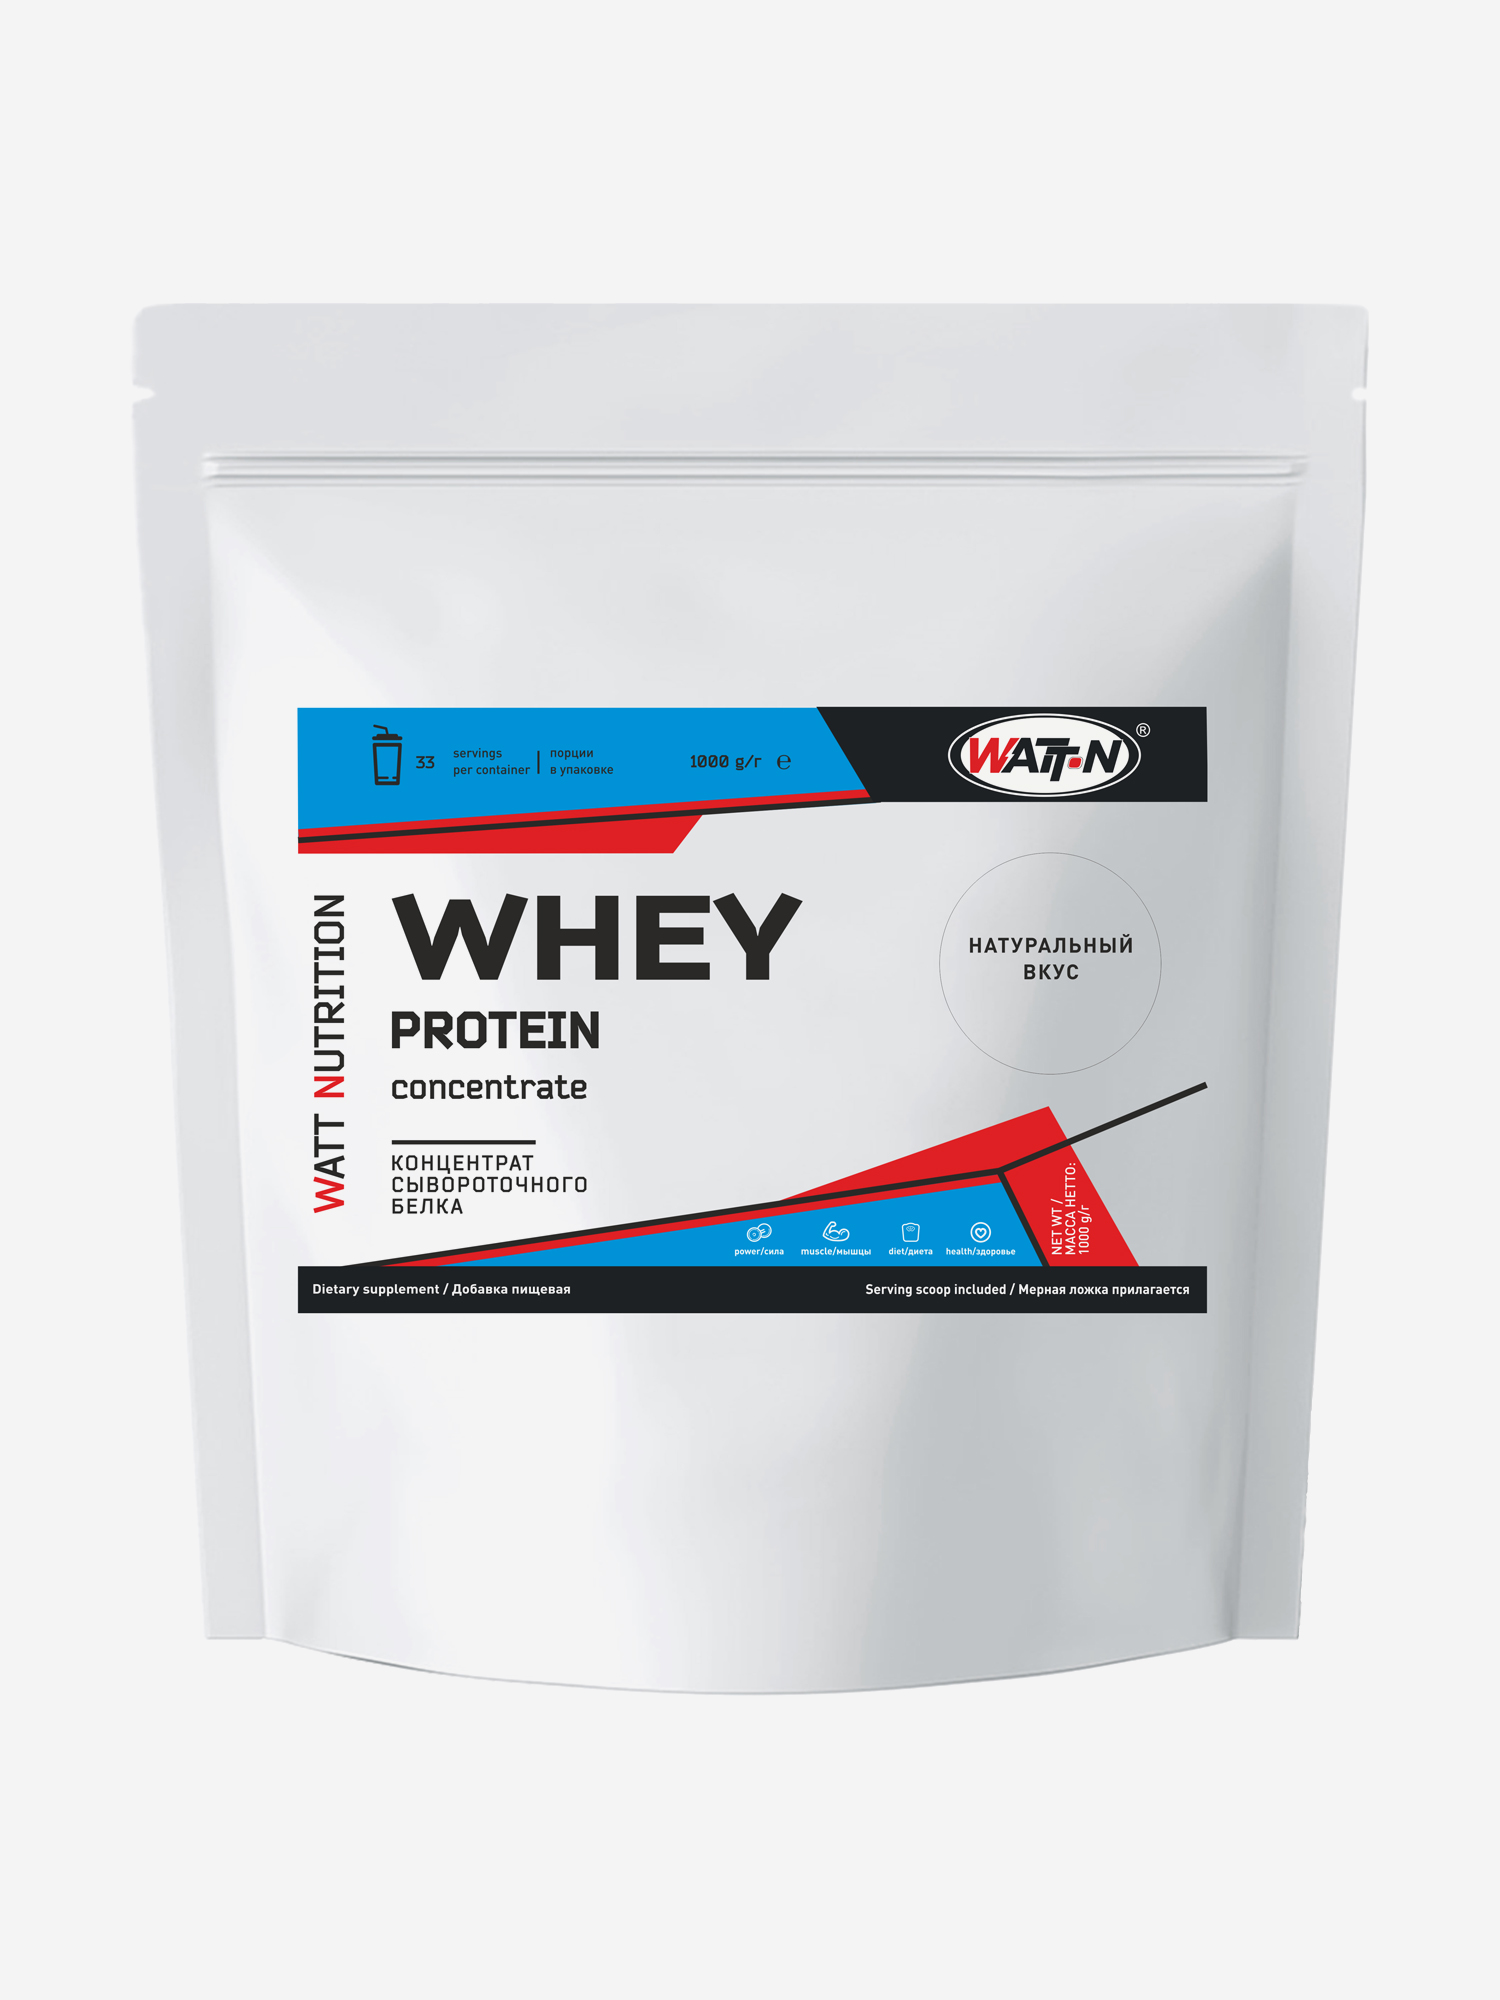 33
servings
per container
порции
в упаковке
1000 g/г ℮
WATT-N®
WATT NUTRITION
WHEY
PROTEIN
concentrate
КОНЦЕНТРАТ
СЫВОРОТОЧНОГО
БЕЛКА
НАТУРАЛЬНЫЙ
ВКУС
power/сила
muscle/мышцы
diet/диета
health/здоровье
NET WT /
МАССА НЕТТО:
1000 g/г
Dietary supplement / Добавка пищевая
Serving scoop included / Мерная ложка прилагается